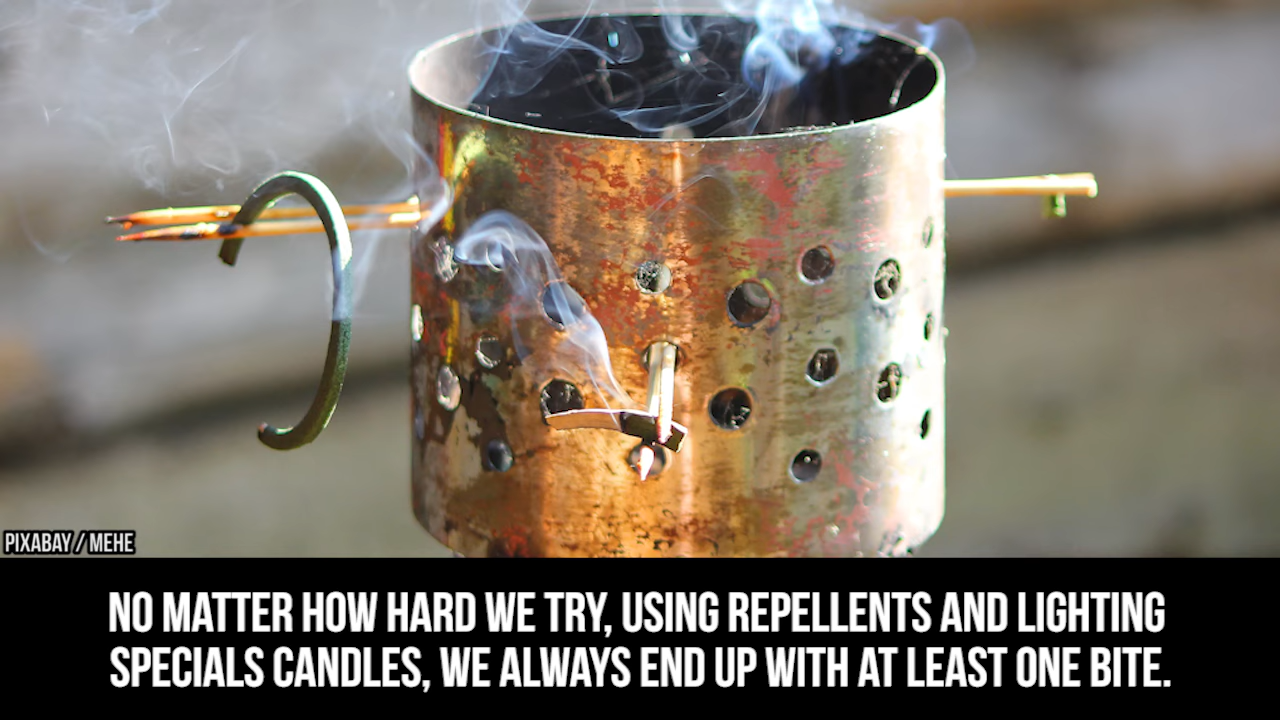 PIXABAY / MEHE
NO MATTER HOW HARD WE TRY, USING REPELLENTS AND LIGHTING
SPECIALS CANDLES, WE ALWAYS END UP WITH AT LEAST ONE BITE.